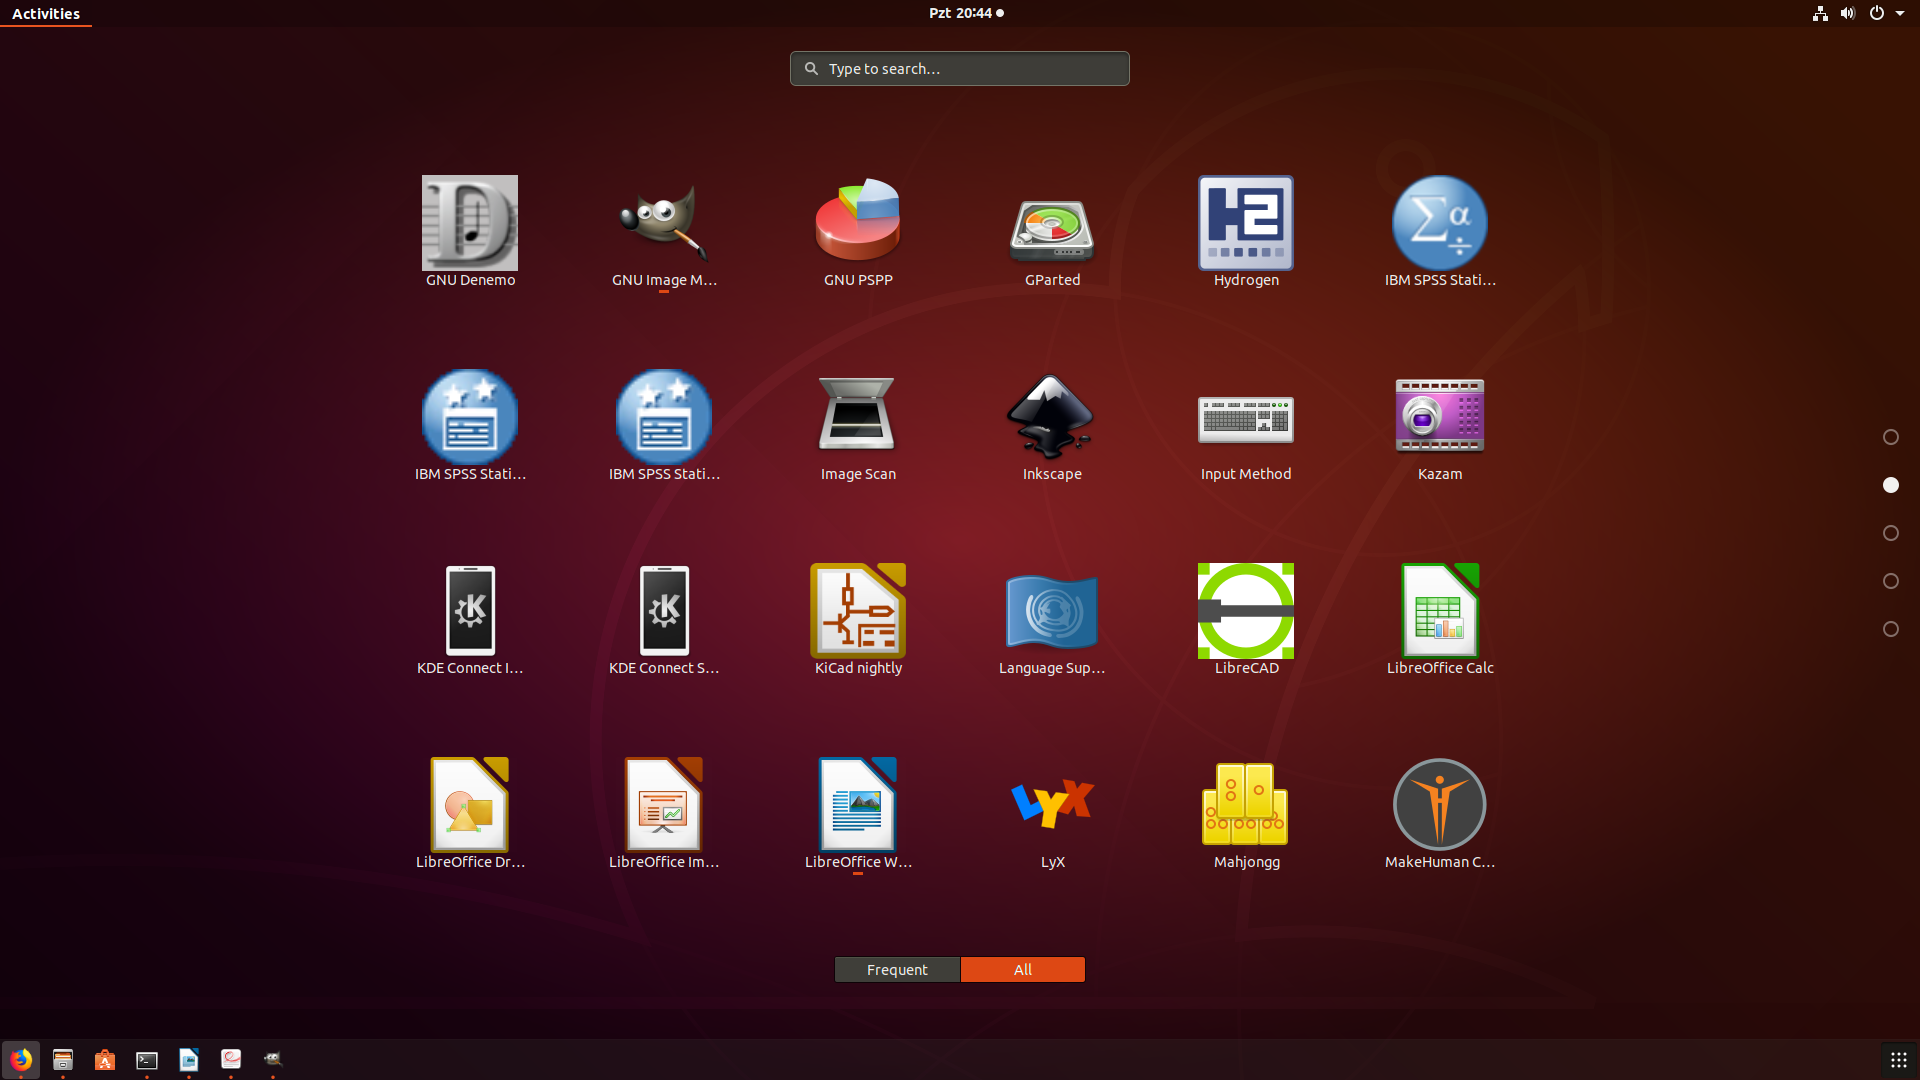 Activities
Pzt 20:44
Type to search…
GNU Denemo
GNU Image M…
GNU PSPP
GParted
Hydrogen
IBM SPSS Stati…
IBM SPSS Stati…
IBM SPSS Stati…
Image Scan
Inkscape
Input Method
Kazam
KDE Connect I…
KDE Connect S…
KiCad nightly
Language Sup…
LibreCAD
LibreOffice Calc
LibreOffice Dr…
LibreOffice Im…
LibreOffice W…
LyX
Mahjongg
MakeHuman C…
Frequent
All